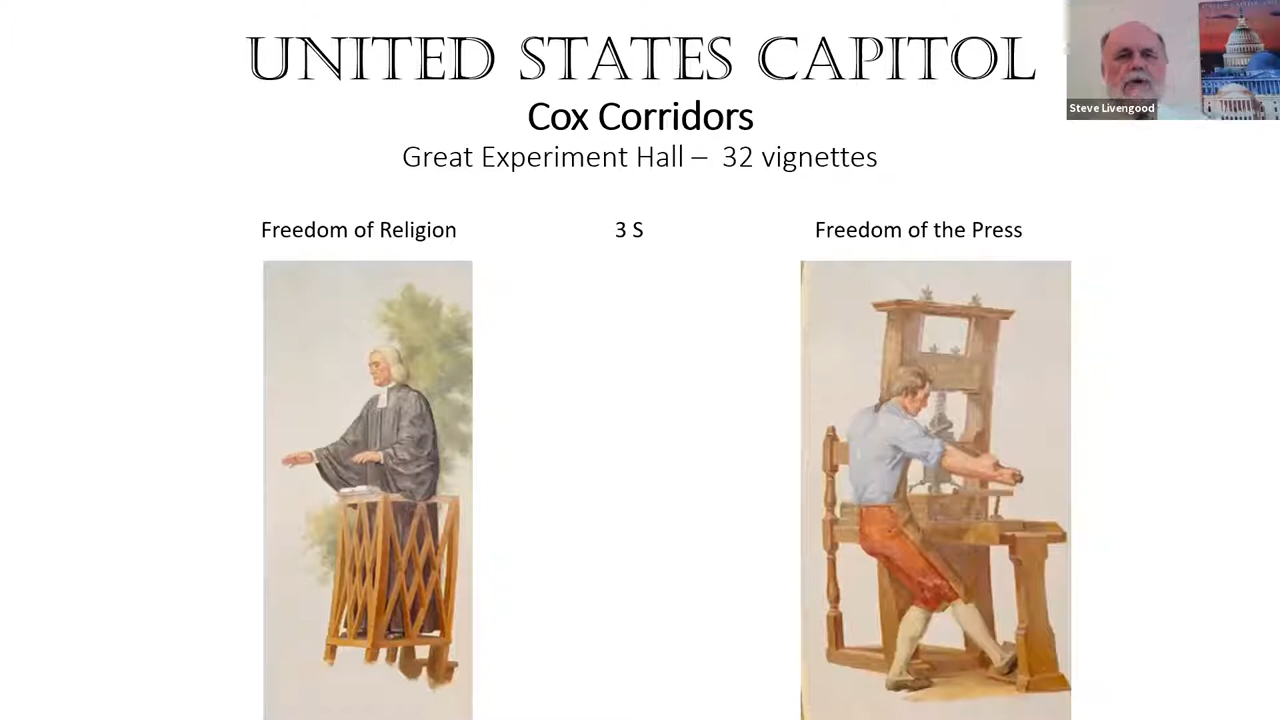 UNITED STATES CAPITOL
Cox Corridors
Great Experiment Hall – 32 vignettes
Steve Livengood
Freedom of Religion
3 S
Freedom of the Press